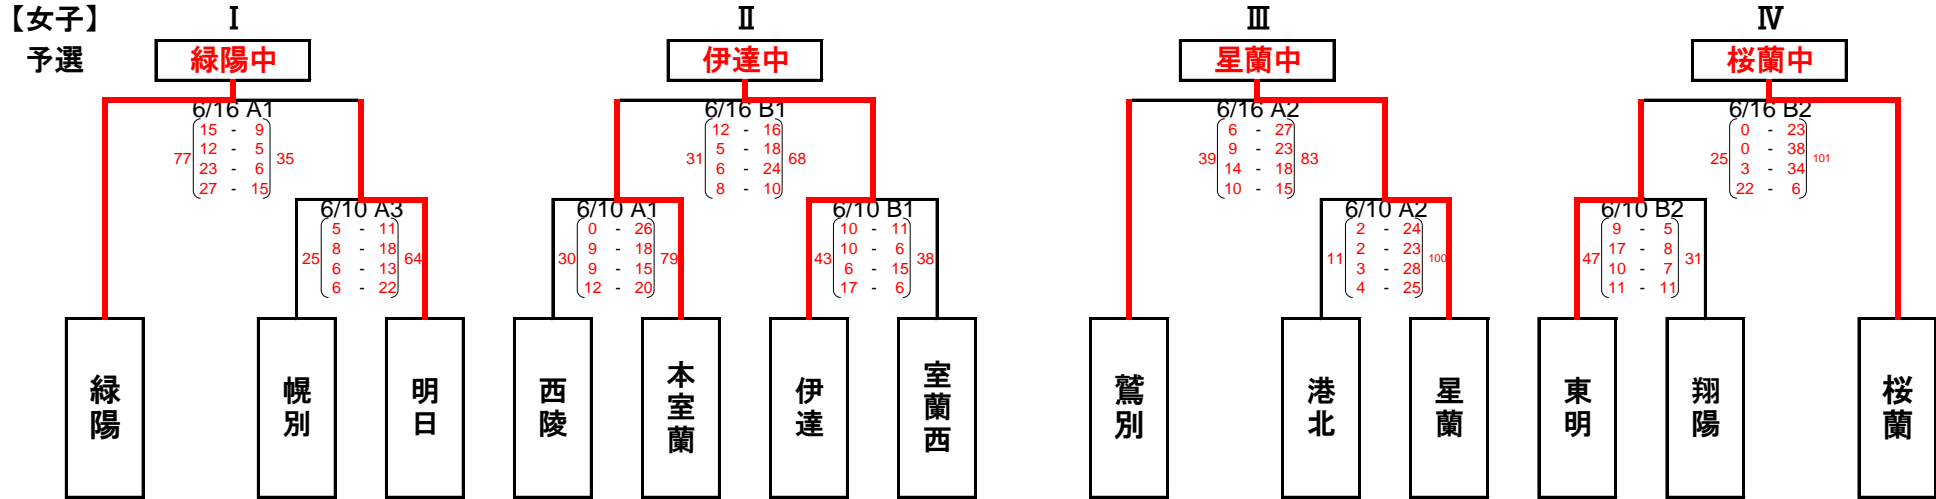 【女子】 Ⅰ Ⅱ Ⅲ Ⅳ
予選 緑陽中 伊達中 星蘭中 桜蘭中
6/16 A1 6/16 B1 6/16 A2 6/16 B2
15 - 9 12 - 16 6 - 27 0 - 23
12 - 5 5 - 18 9 - 23 0 - 38
77 35 31 68 39 83 25 101
23 - 6 6 - 24 14 - 18 3 - 34
27 - 15 8 - 10 10 - 15 22 - 6
6/10 A3 6/10 A1 6/10 B1 6/10 A2 6/10 B2
5 - 11 0 - 26 10 - 11 2 - 24 9 - 5
8 - 18 9 - 18 10 - 6 2 - 23 17 - 8
25 64 30 79 43 38 11 100 47 31
6 - 13 9 - 15 6 - 15 3 - 28 10 - 7
6 - 22 12 - 20 17 - 6 4 - 25 11 - 11
緑陽
幌別
明日
西陵
本室蘭
伊達
室蘭西
鷲別
港北
星蘭
東明
翔陽
桜蘭